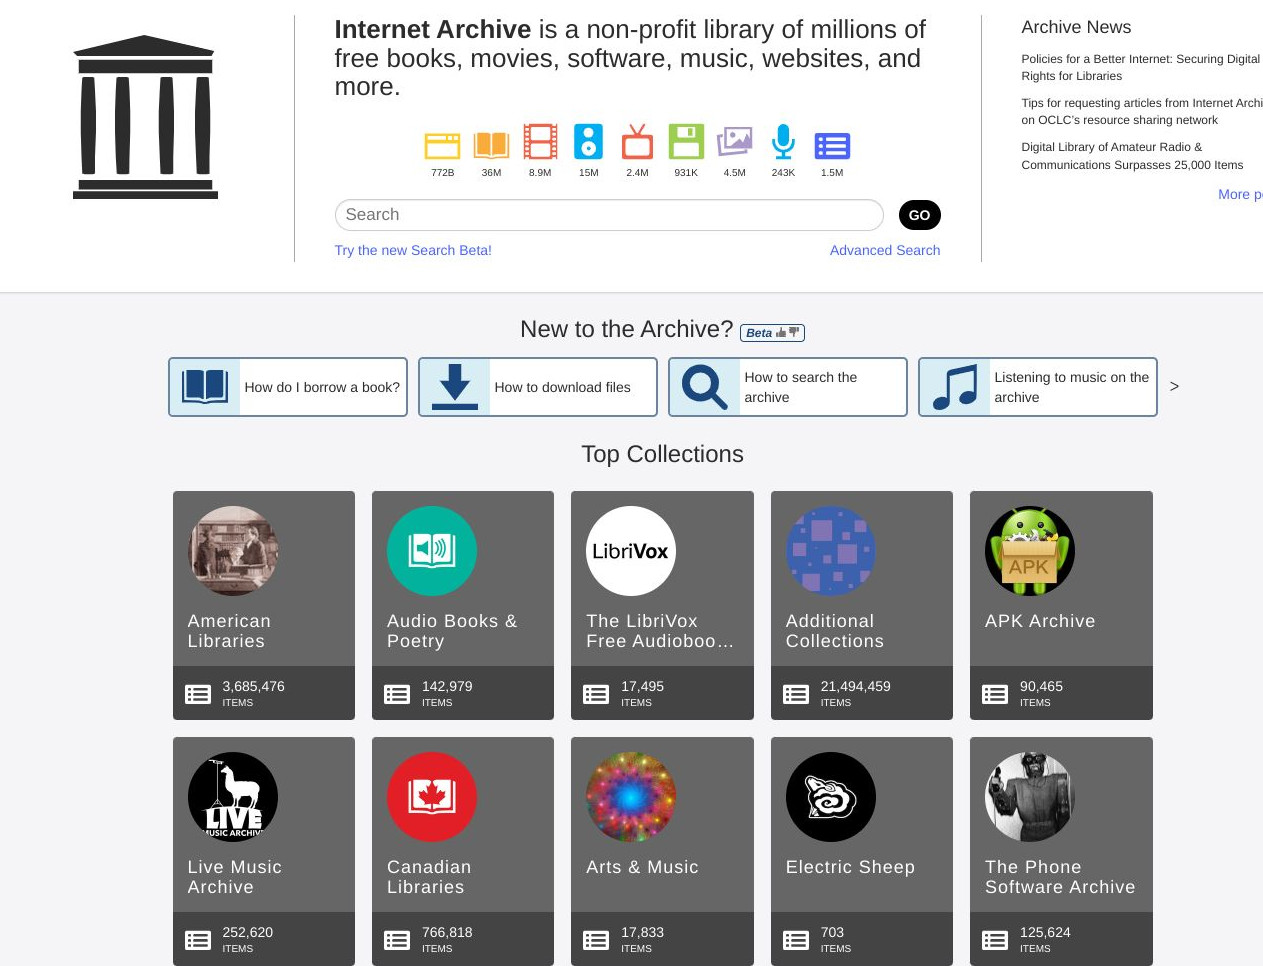 Internet Archive is a non-profit library of millions of
free books, movies, software, music, websites, and
more.
772B
36M
8.9M
15M
2.4M
931K
4.5M
243K
1.5M
Search
GO
Try the new Search Beta!
Advanced Search
Archive News
Policies for a Better Internet: Securing Digital
Rights for Libraries
Tips for requesting articles from Internet Archi
on OCLC's resource sharing network
Digital Library of Amateur Radio &
Communications Surpasses 25,000 Items
More p
New to the Archive?
Beta
How do I borrow a book?
How to download files
How to search the
archive
Listening to music on the
archive
>
Top Collections
American
Libraries
3,685,476
ITEMS
Audio Books &
Poetry
142,979
ITEMS
LibriVox
The LibriVox
Free Audioboo...
17,495
ITEMS
Additional
Collections
21,494,459
ITEMS
APK
APK Archive
90,465
ITEMS
LIVE
MUSIC ARCHIVE
Live Music
Archive
252,620
ITEMS
Canadian
Libraries
766,818
ITEMS
Arts & Music
17,833
ITEMS
Electric Sheep
703
ITEMS
The Phone
Software Archive
125,624
ITEMS